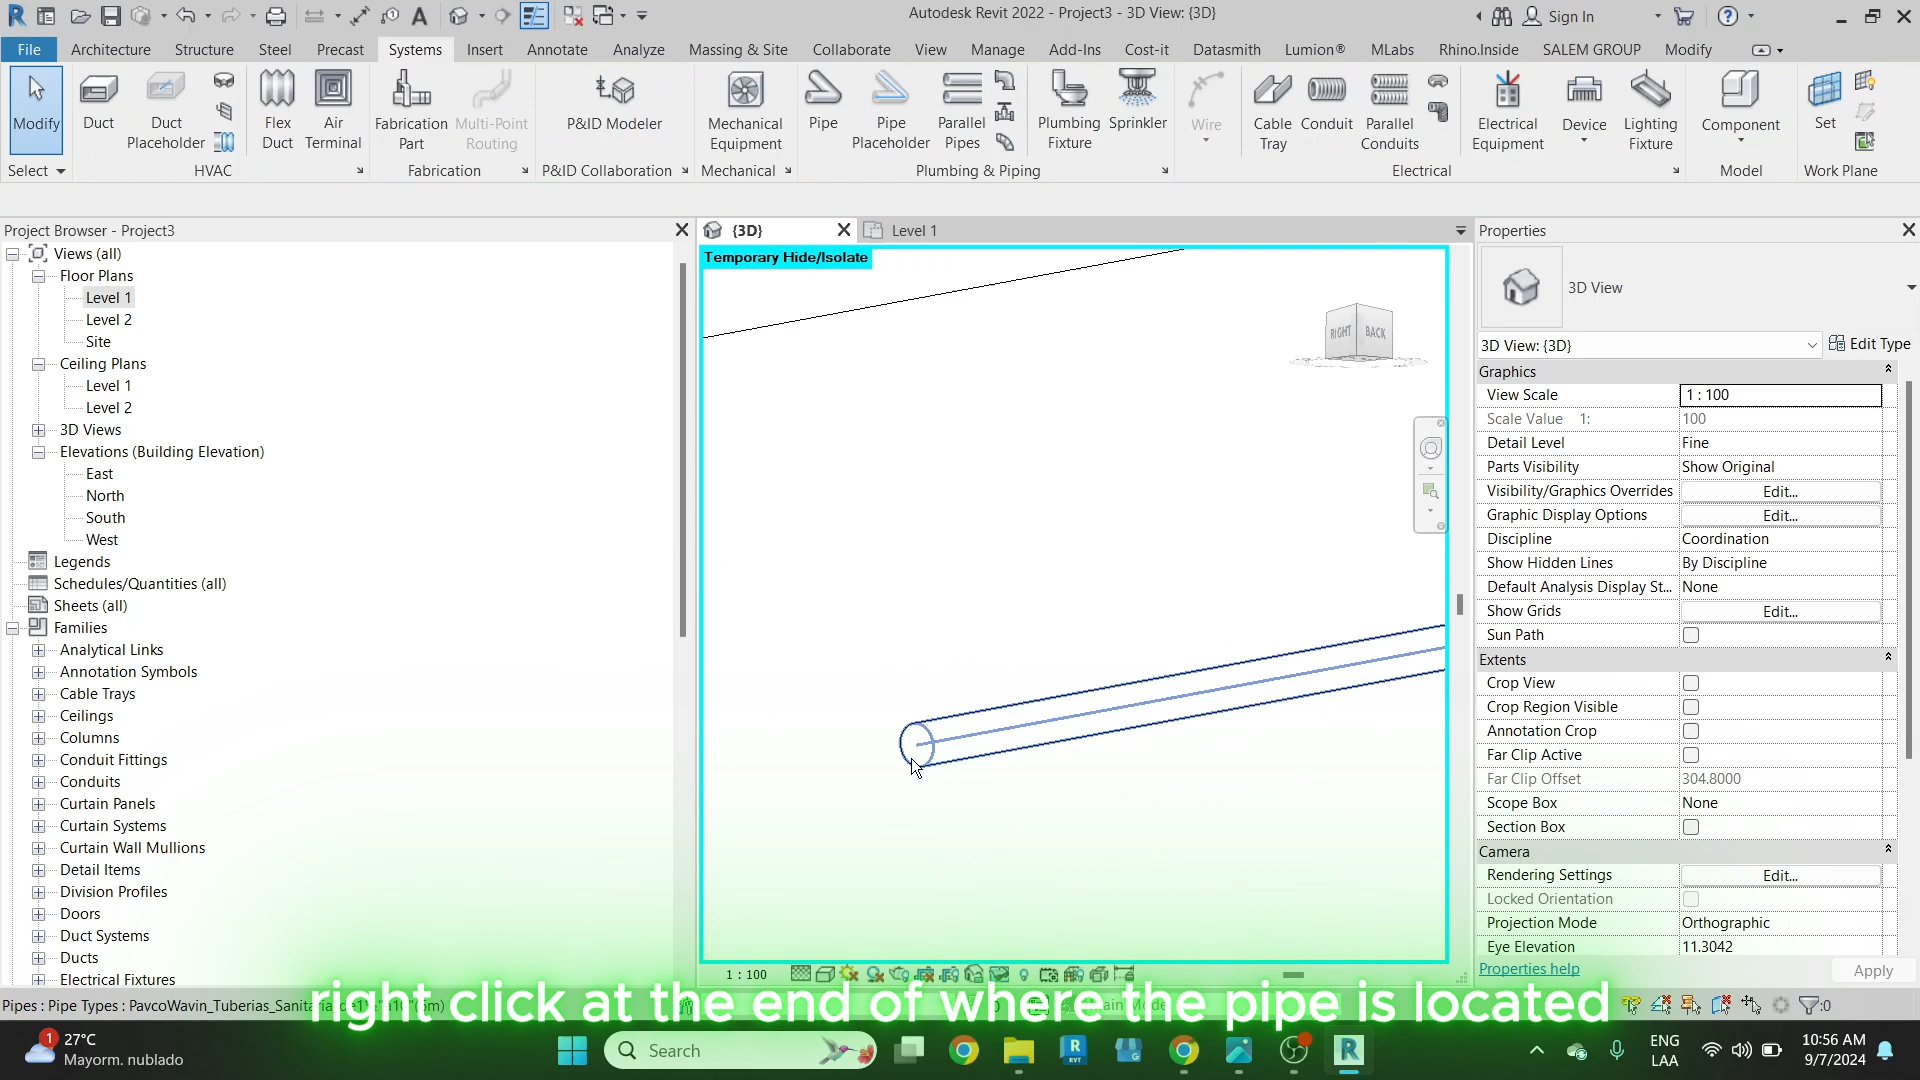 Autodesk Revit 2022 - Project3 - 3D View: {3D}
Sign In
File Architecture Structure Steel Precast Systems Insert Annotate Analyze Massing & Site Collaborate View Manage Add-Ins Cost-it Datasmith Lumion® MLabs Rhino.Inside SALEM GROUP Modify
Modify
Duct
Duct Placeholder
Flex Duct
Air Terminal
Fabrication Part
Multi-Point Routing
P&ID Modeler
Mechanical Equipment
Pipe
Pipe Placeholder
Parallel Pipes
Plumbing Fixture
Sprinkler
Wire
Cable Tray
Conduit
Parallel Conduits
Electrical Equipment
Device
Lighting Fixture
Component
Set
Select HVAC Fabrication P&ID Collaboration Mechanical Plumbing & Piping Electrical Model Work Plane
Project Browser - Project3
Views (all)
Floor Plans
Level 1
Level 2
Site
Ceiling Plans
Level 1
Level 2
3D Views
Elevations (Building Elevation)
East
North
South
West
Legends
Schedules/Quantities (all)
Sheets (all)
Families
Analytical Links
Annotation Symbols
Cable Trays
Ceilings
Columns
Conduit Fittings
Conduits
Curtain Panels
Curtain Systems
Curtain Wall Mullions
Detail Items
Division Profiles
Doors
Duct Systems
Ducts
Electrical Fixtures
{3D}
Level 1
Temporary Hide/Isolate
RIGHT BACK
1 : 100
Properties
3D View
3D View: {3D}
Edit Type
Graphics
View Scale 1 : 100
Scale Value 1: 100
Detail Level Fine
Parts Visibility Show Original
Visibility/Graphics Overrides Edit...
Graphic Display Options Edit...
Discipline Coordination
Show Hidden Lines By Discipline
Default Analysis Display St... None
Show Grids Edit...
Sun Path
Extents
Crop View
Crop Region Visible
Annotation Crop
Far Clip Active
Far Clip Offset 304.8000
Scope Box None
Section Box
Camera
Rendering Settings Edit...
Locked Orientation
Projection Mode Orthographic
Eye Elevation 11.3042
Properties help
Apply
Pipes : Pipe Types : PavcoWavin_Tuberias_Sanita
:0
right click at the end of where the pipe is located
1
27°C
Mayorm. nublado
Search
ENG
LAA
10:56 AM
9/7/2024